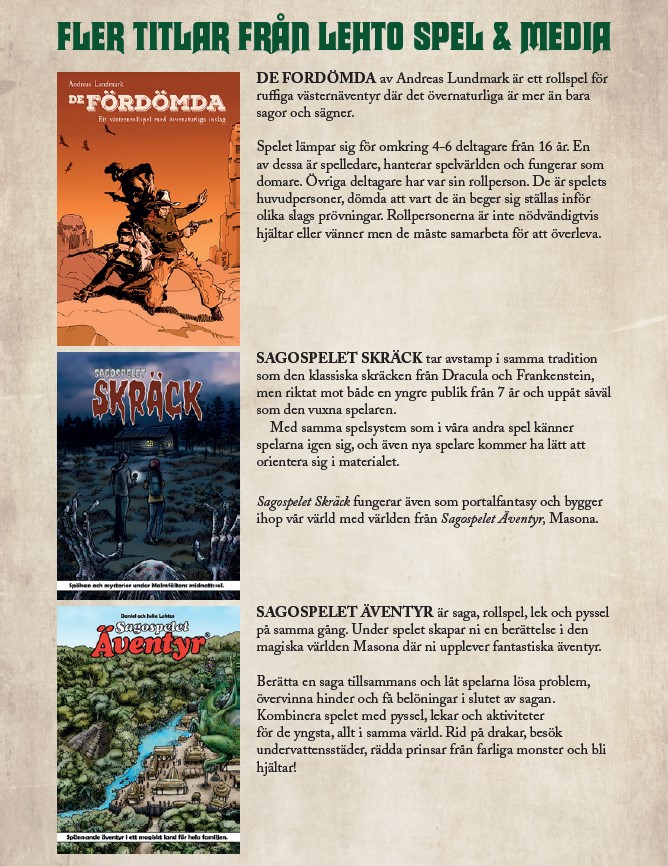 FLER TITLAR FRÅN LEHTO SPEL & MEDIA
Andreas Lundmark
DE FÖRDÖMDA
Ett västernrollspel med övernaturliga inslag
DE FÖRDÖMDA av Andreas Lundmark är ett rollspel för
ruffiga västernäventyr där det övernaturliga är mer än bara
sagor och sägner.
Spelet lämpar sig för omkring 4-6 deltagare från 16 år. En
av dessa är spelledare, hanterar spelvärlden och fungerar som
domare. Övriga deltagare har var sin rollperson. De är spelets
huvudpersoner, dömda att vart de än beger sig ställas inför
olika slags prövningar. Rollpersonerna är inte nödvändigtvis
hjältar eller vänner men de måste samarbeta för att överleva.
SAGOSPELET
SKRÄCK
Spöken och mysterier under Malmfältens midnattssol.
SAGOSPELET SKRÄCK tar avstamp i samma tradition
som den klassiska skräcken från Dracula och Frankenstein,
men riktat mot både en yngre publik från 7 år och uppåt såväl
som den vuxna spelaren.
Med samma spelsystem som i våra andra spel känner
spelarna igen sig, och även nya spelare kommer ha lätt att
orientera sig i materialet.
Sagospelet Skräck fungerar även som portalfantasy och bygger
ihop vår värld med världen från Sagospelet Äventyr, Masona.
Daniel och Julia Lehto
Sagospelet
Äventyr®
Spännande äventyr i ett magiskt land för hela familjen.
SAGOSPELET ÄVENTYR är saga, rollspel, lek och pyssel
på samma gång. Under spelet skapar ni en berättelse i den
magiska världen Masona där ni upplever fantastiska äventyr.
Berätta en saga tillsammans och låt spelarna lösa problem,
övervinna hinder och få belöningar i slutet av sagan.
Kombinera spelet med pyssel, lekar och aktiviteter
för de yngsta, allt i samma värld. Rid på drakar, besök
undervattensstäder, rädda prinsar från farliga monster och bli
hjältar!